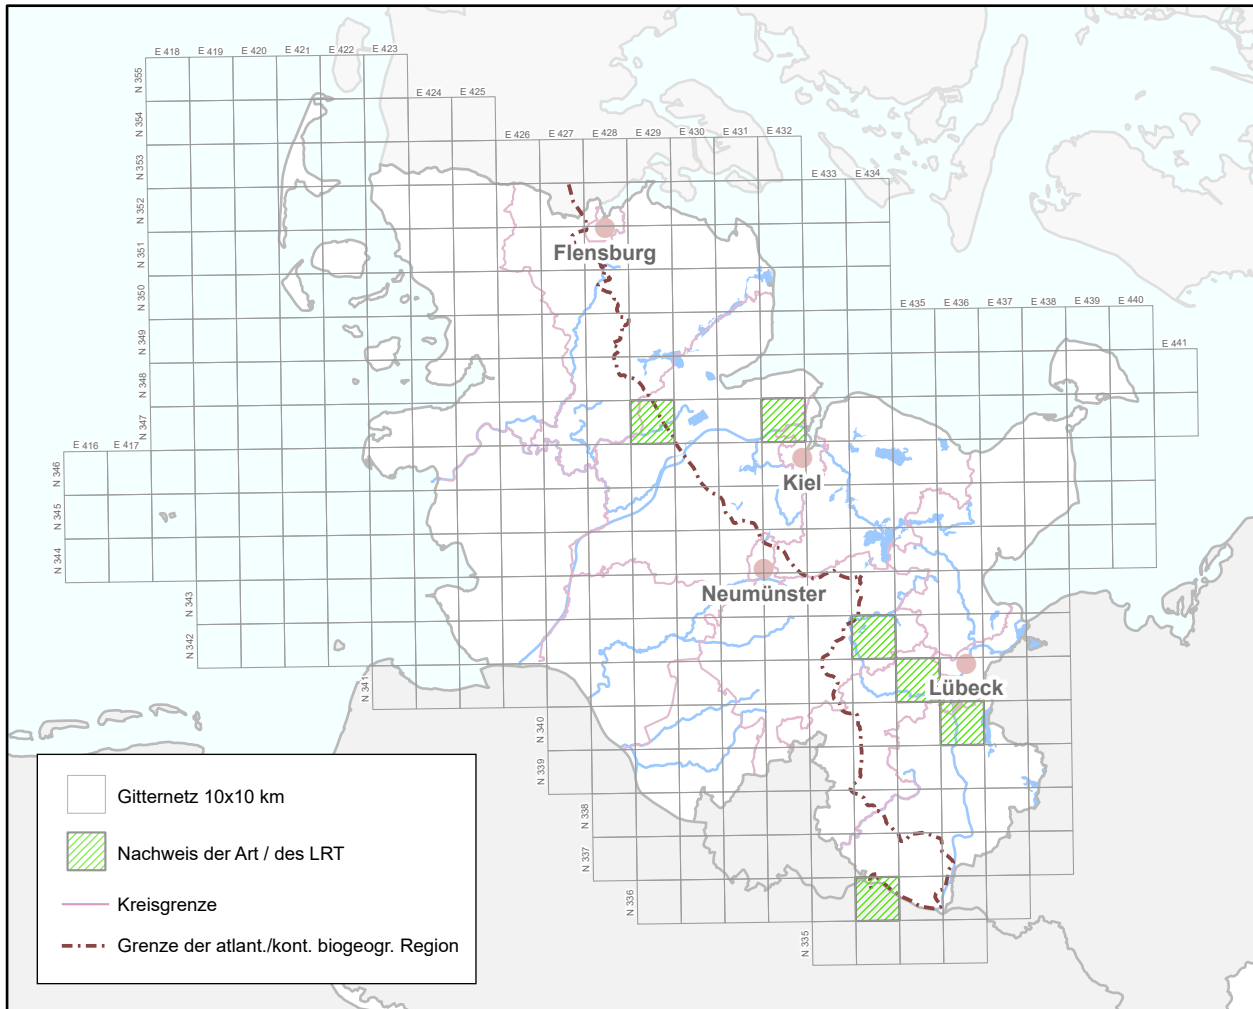 E 418 E 419 E 420 E 421 E 422 E 423
E 424 E 425
E 426 E 427 E 428 E 429 E 430 E 431 E 432
E 433 E 434
E 435 E 436 E 437 E 438 E 439 E 440
E 441
E 416 E 417
N 355
N 354
N 353
N 352
N 351
N 350
N 349
N 348
N 347
N 346
N 345
N 344
N 343
N 342
N 341
N 340
N 339
N 338
N 337
N 336
N 335
Flensburg
Kiel
Neumünster
Lübeck
Gitternetz 10x10 km
Nachweis der Art / des LRT
Kreisgrenze
Grenze der atlant./kont. biogeogr. Region